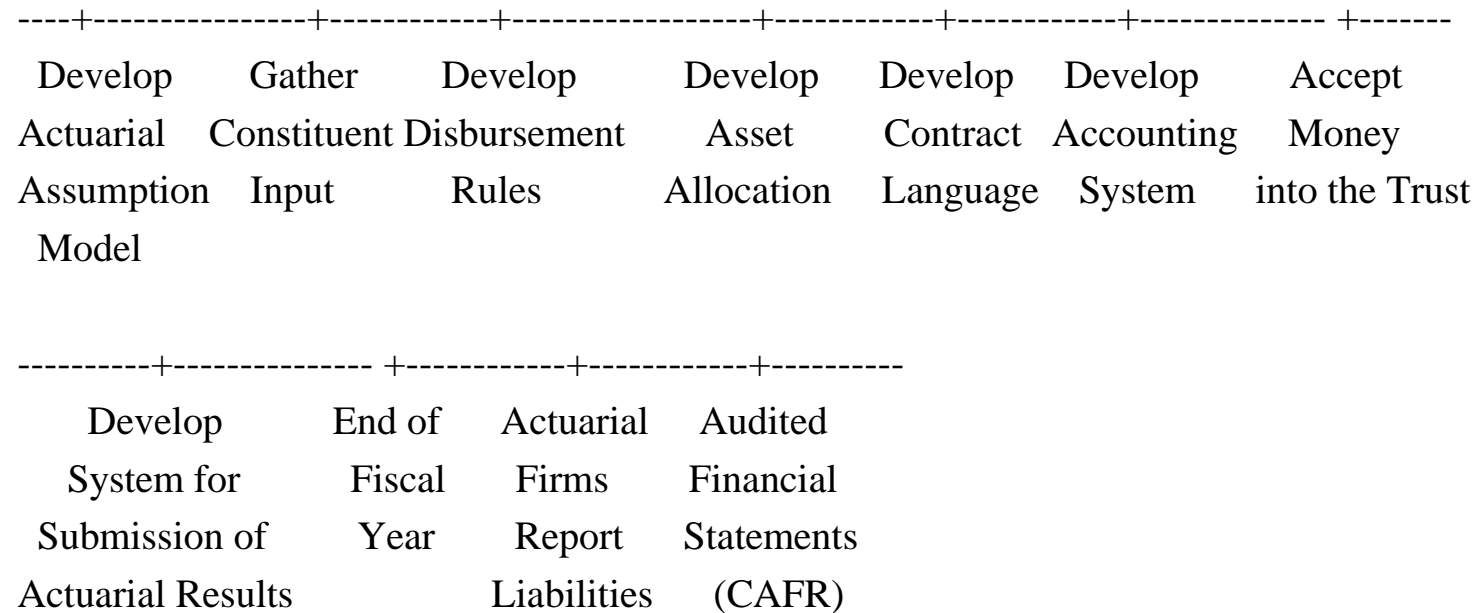 ----+----------------+------------+------------------+------------+------------+-------------- +-------
Develop Gather Develop Develop Develop Develop Accept
Actuarial Constituent Disbursement Asset Contract Accounting Money
Assumption Input Rules Allocation Language System into the Trust
Model
----------+--------------- +------------+------------+----------
Develop End of Actuarial Audited
System for Fiscal Firms Financial
Submission of Year Report Statements
Actuarial Results Liabilities (CAFR)